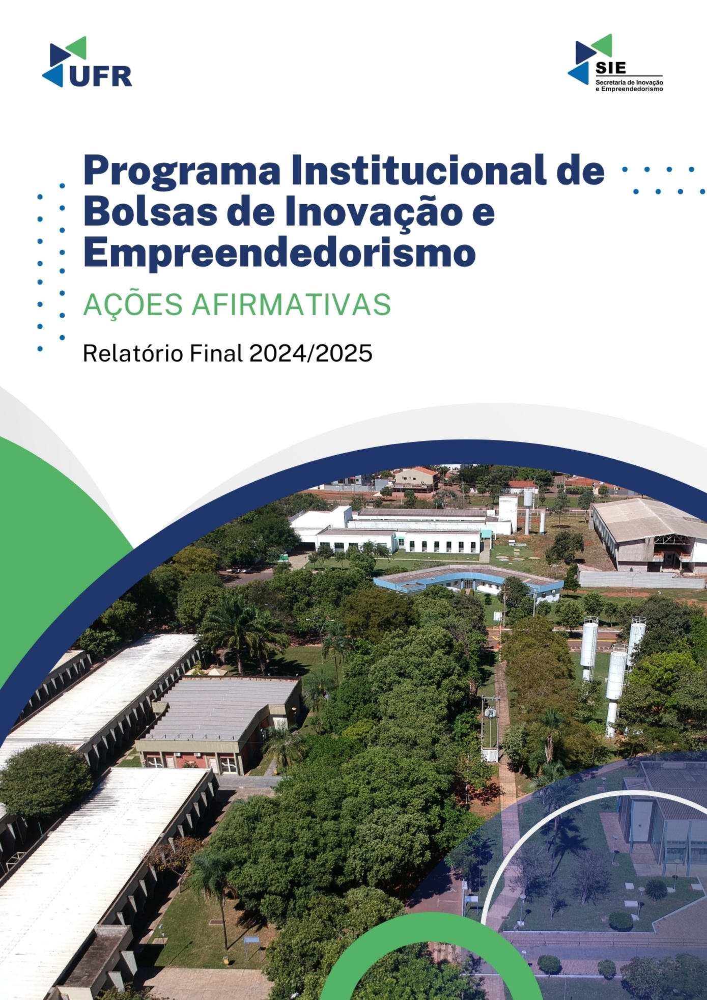 UFR
SIE
Secretaria de Inovação
e Empreendedorismo
Programa Institucional de
Bolsas de Inovação e
Empreendedorismo
AÇÕES AFIRMATIVAS
Relatório Final 2024/2025